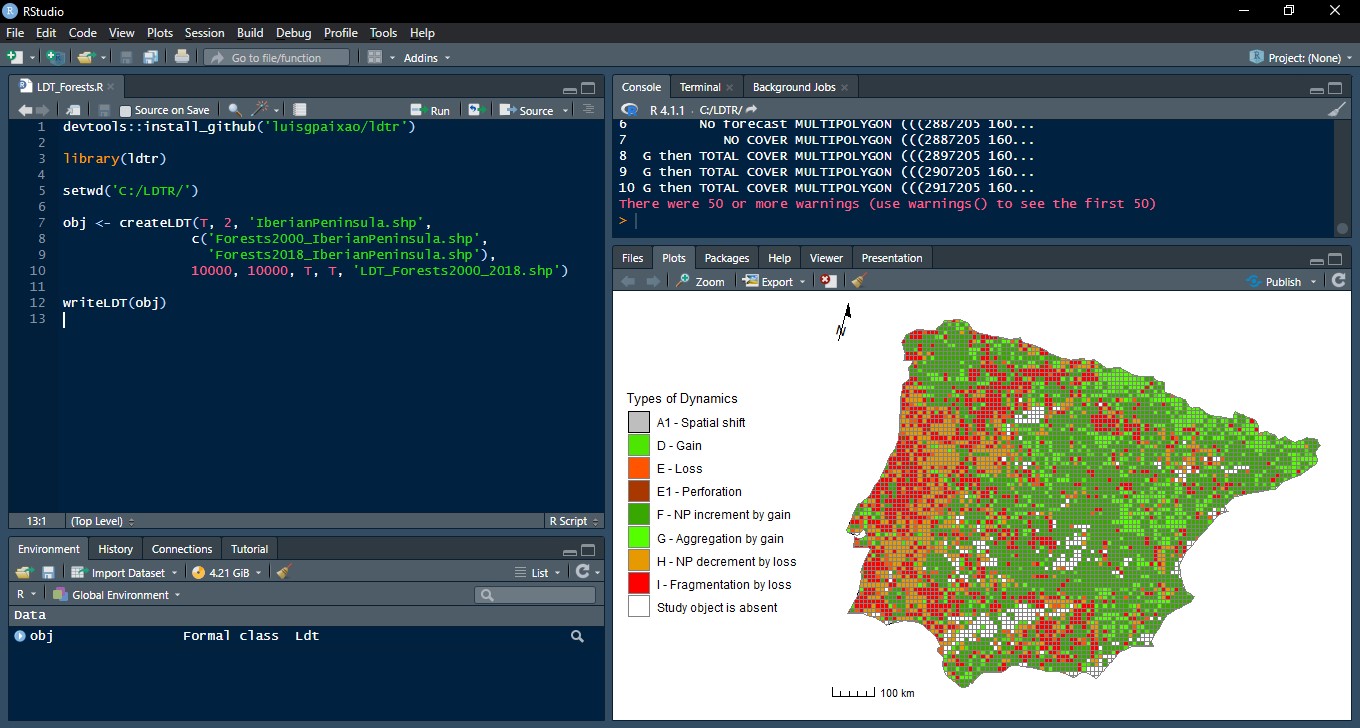 RStudio
File Edit Code View Plots Session Build Debug Profile Tools Help
Go to file/function Addins Project: (None)
LDT_Forests.R
Source on Save Run Source
1 devtools::install_github('luisgpaixao/ldtr')
2
3 library(ldtr)
4
5 setwd('C:/LDTR/')
6
7 obj <- createLDT(T, 2, 'IberianPeninsula.shp',
8 c('Forests2000_IberianPeninsula.shp',
9 'Forests2018_IberianPeninsula.shp'),
10 10000, 10000, T, T, 'LDT_Forests2000_2018.shp')
11
12 writeLDT(obj)
13
13:1 (Top Level) R Script
Environment History Connections Tutorial
Import Dataset 4.21 GiB List
R Global Environment
Data
obj Formal class Ldt
Console Terminal Background Jobs
R 4.1.1 · C:/LDTR/
6 No forecast MULTIPOLYGON (((2887205 160...
7 NO COVER MULTIPOLYGON (((2887205 160...
8 G then TOTAL COVER MULTIPOLYGON (((2897205 160...
9 G then TOTAL COVER MULTIPOLYGON (((2907205 160...
10 G then TOTAL COVER MULTIPOLYGON (((2917205 160...
There were 50 or more warnings (use warnings() to see the first 50)
>
Files Plots Packages Help Viewer Presentation
Zoom Export Publish
N
Types of Dynamics
A1 - Spatial shift
D - Gain
E - Loss
E1 - Perforation
F - NP increment by gain
G - Aggregation by gain
H - NP decrement by loss
I - Fragmentation by loss
Study object is absent
100 km